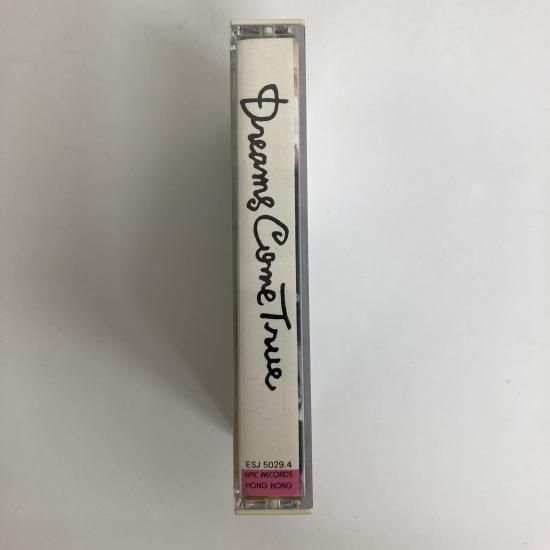 Dreams Come True
ESJ 5029.4
EPIC RECORDS
HONG KONG